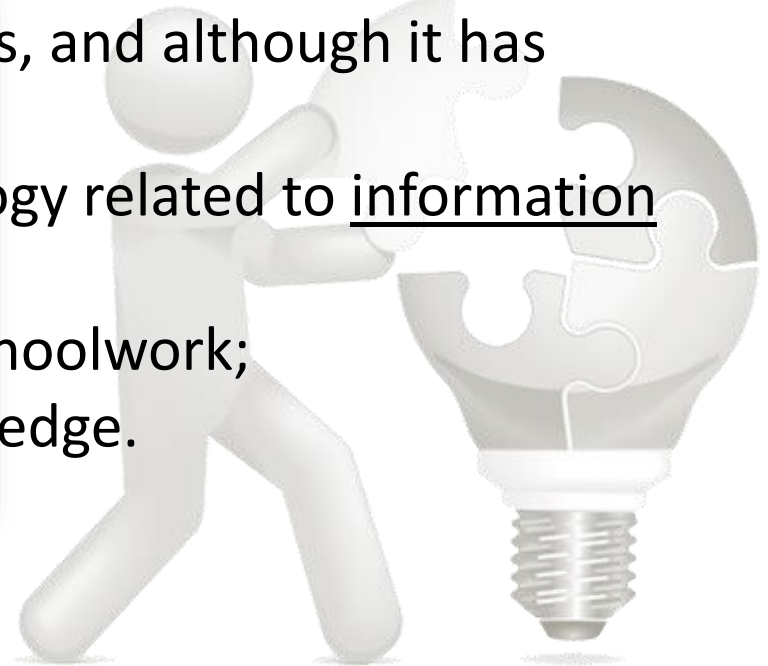 s, and although it has
ogy related to information
hoolwork;
edge.